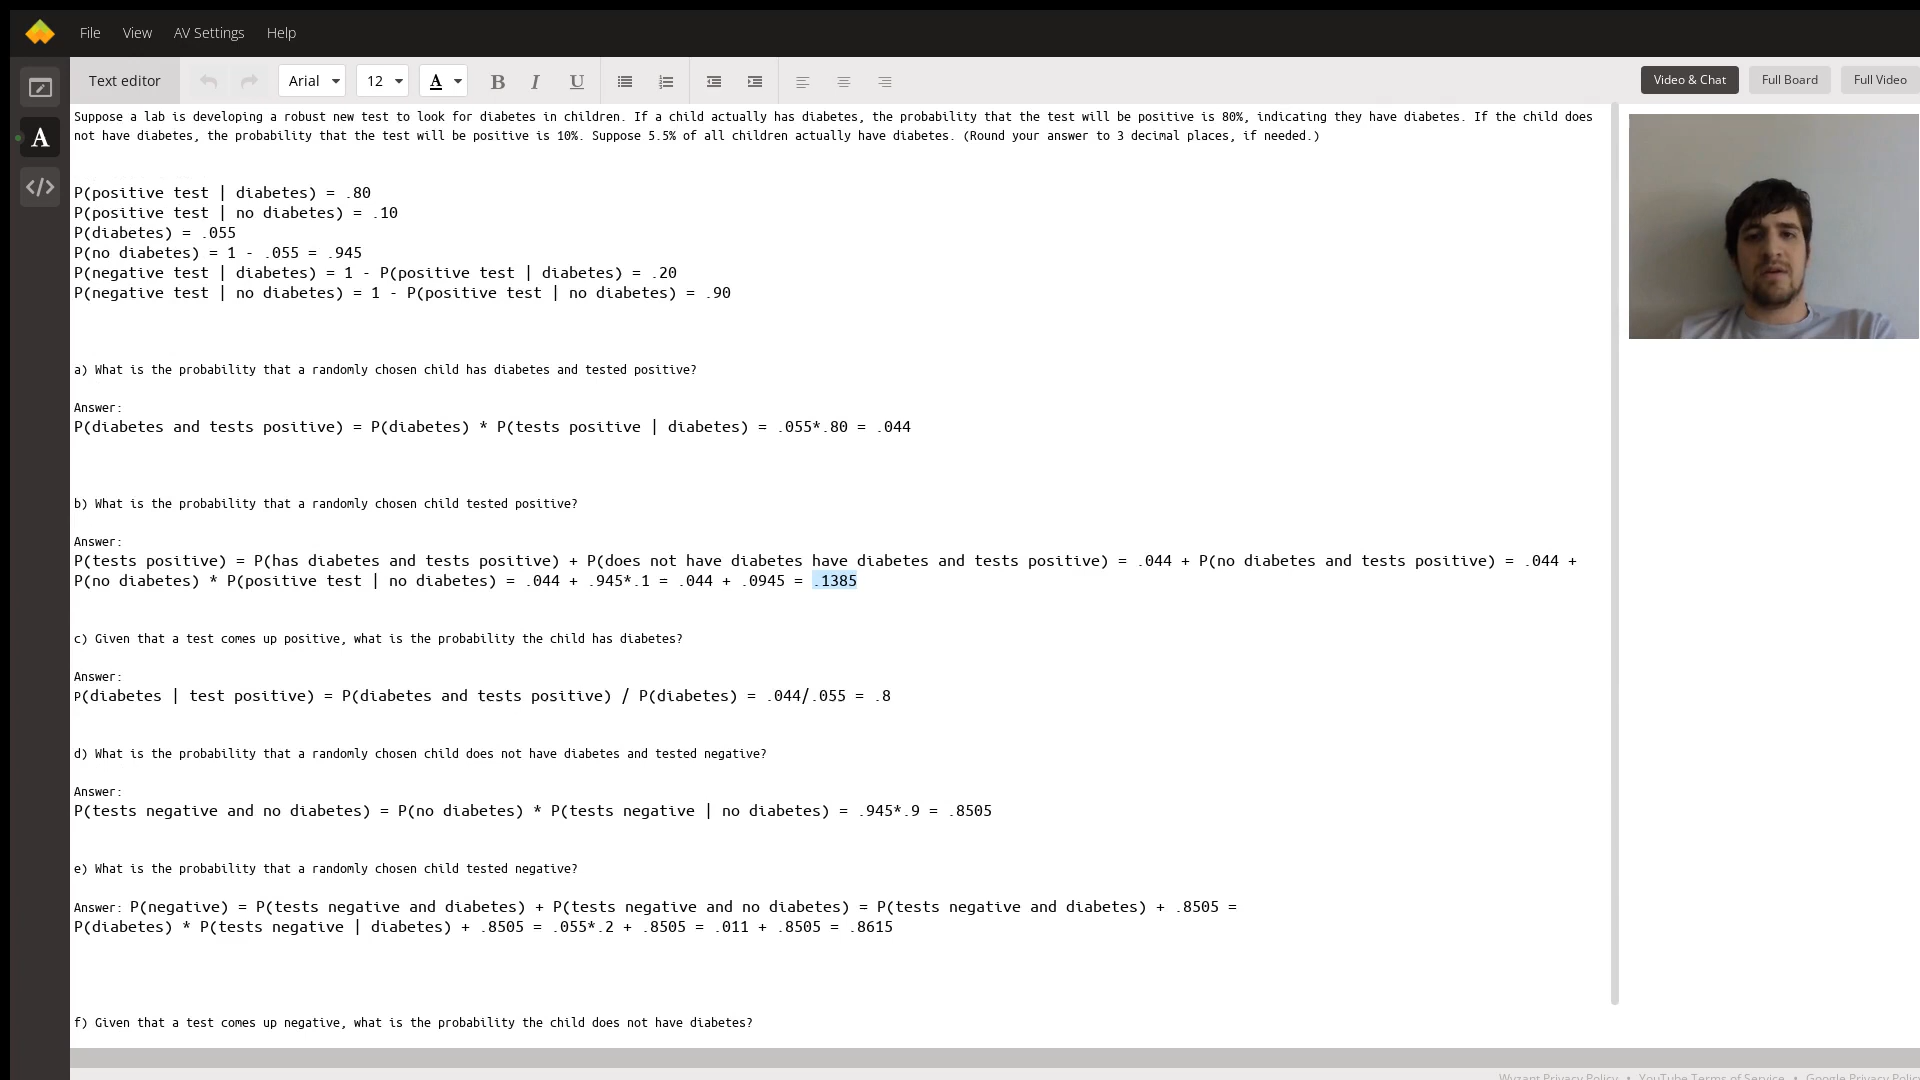 File View AV Settings Help
Text editor Arial 12 A B I U Video & Chat Full Board Full Video
A
</>
Suppose a lab is developing a robust new test to look for diabetes in children. If a child actually has diabetes, the probability that the test will be positive is 80%, indicating they have diabetes. If the child does
not have diabetes, the probability that the test will be positive is 10%. Suppose 5.5% of all children actually have diabetes. (Round your answer to 3 decimal places, if needed.)
P(positive test | diabetes) = .80
P(positive test | no diabetes) = .10
P(diabetes) = .055
P(no diabetes) = 1 - .055 = .945
P(negative test | diabetes) = 1 - P(positive test | diabetes) = .20
P(negative test | no diabetes) = 1 - P(positive test | no diabetes) = .90
a) What is the probability that a randomly chosen child has diabetes and tested positive?
Answer:
P(diabetes and tests positive) = P(diabetes) * P(tests positive | diabetes) = .055*.80 = .044
b) What is the probability that a randomly chosen child tested positive?
Answer:
P(tests positive) = P(has diabetes and tests positive) + P(does not have diabetes have diabetes and tests positive) = .044 + P(no diabetes and tests positive) = .044 +
P(no diabetes) * P(positive test | no diabetes) = .044 + .945*.1 = .044 + .0945 = .1385
c) Given that a test comes up positive, what is the probability the child has diabetes?
Answer:
P(diabetes | test positive) = P(diabetes and tests positive) / P(diabetes) = .044/.055 = .8
d) What is the probability that a randomly chosen child does not have diabetes and tested negative?
Answer:
P(tests negative and no diabetes) = P(no diabetes) * P(tests negative | no diabetes) = .945*.9 = .8505
e) What is the probability that a randomly chosen child tested negative?
Answer: P(negative) = P(tests negative and diabetes) + P(tests negative and no diabetes) = P(tests negative and diabetes) + .8505 =
P(diabetes) * P(tests negative | diabetes) + .8505 = .055*.2 + .8505 = .011 + .8505 = .8615
f) Given that a test comes up negative, what is the probability the child does not have diabetes?
Wyzant Privacy Policy • YouTube Terms of Service • Google Privacy Policy